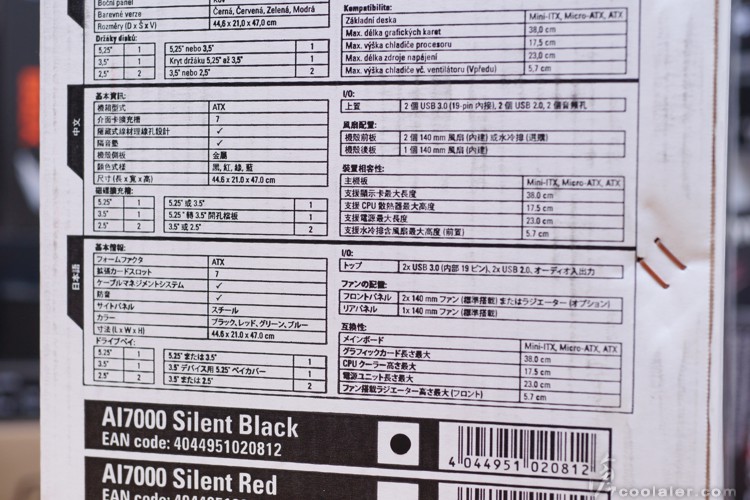 Boční panel
Kov
Barevné verze
Černá, Červená, Zelená, Modrá
Rozměry (D x Š x V)
44,6 x 21,0 x 47,0 cm
Držáky disků:
5,25" 1
3,5" 1
2,5" 2
5,25" nebo 3,5" 1
Kryt držáku 5,25" až 3,5" 1
3,5" nebo 2,5" 2
Kompatibilita:
Základní deska Mini-ITX, Micro-ATX, ATX
Max. délka grafických karet 38,0 cm
Max. výška chladiče procesoru 17,5 cm
Max. délka zdroje napájení 23,0 cm
Max. výška chladiče vč. ventilátoru (Vpředu) 5,7 cm
中文
基本資訊:
機箱型式 ATX
介面卡擴充槽 7
隱藏式線材理線孔設計 ✓
隔音墊 ✓
機殼側板 金屬
顏色式樣 黑, 紅, 綠, 藍
尺寸 (長 x 寬 x 高) 44.6 x 21.0 x 47.0 cm
磁碟擴充槽:
5.25" 1
3.5" 1
2.5" 2
5.25" 或 3.5" 1
5.25" 轉 3.5" 開孔檔板 1
3.5" 或 2.5" 2
I/O:
上置 2 個 USB 3.0 (19-pin 內接), 2 個 USB 2.0, 2 個音頻孔
風扇配置:
機殼前板 2 個 140 mm 風扇 (內建) 或水冷排 (選購)
機殼後板 1 個 140 mm 風扇 (內建)
裝置相容性:
主機板 Mini-ITX, Micro-ATX, ATX
支援顯示卡最大長度 38.0 cm
支援 CPU 散熱器最大高度 17.5 cm
支援電源最大長度 23.0 cm
支援水冷排含風扇最大高度 (前置) 5.7 cm
日本語
基本情報:
フォームファクタ ATX
拡張カードスロット 7
ケーブルマネジメントシステム ✓
防音 ✓
サイドパネル スチール
カラー ブラック, レッド, グリーン, ブルー
寸法 (L x W x H) 44.6 x 21.0 x 47.0 cm
ドライブベイ:
5.25" 1
3.5" 1
2.5" 2
5.25" または 3.5" 1
3.5" デバイス用 5.25" ベイカバー 1
3.5" または 2.5" 2
I/O:
トップ 2x USB 3.0 (内部 19 ピン), 2x USB 2.0, オーディオ入出力
ファンの配置:
フロントパネル 2x 140 mm ファン (標準搭載) またはラジエーター (オプション)
リアパネル 1x 140 mm ファン (標準搭載)
互換性:
メインボード Mini-ITX, Micro-ATX, ATX
グラフィックカード長さ最大 38.0 cm
CPU クーラー高さ最大 17.5 cm
電源ユニット長さ最大 23.0 cm
ファン搭載ラジエーター高さ最大 (フロント) 5.7 cm
AI7000 Silent Black
EAN code: 4044951020812
4 044951 020812
AI7000 Silent Red
coolaler.com